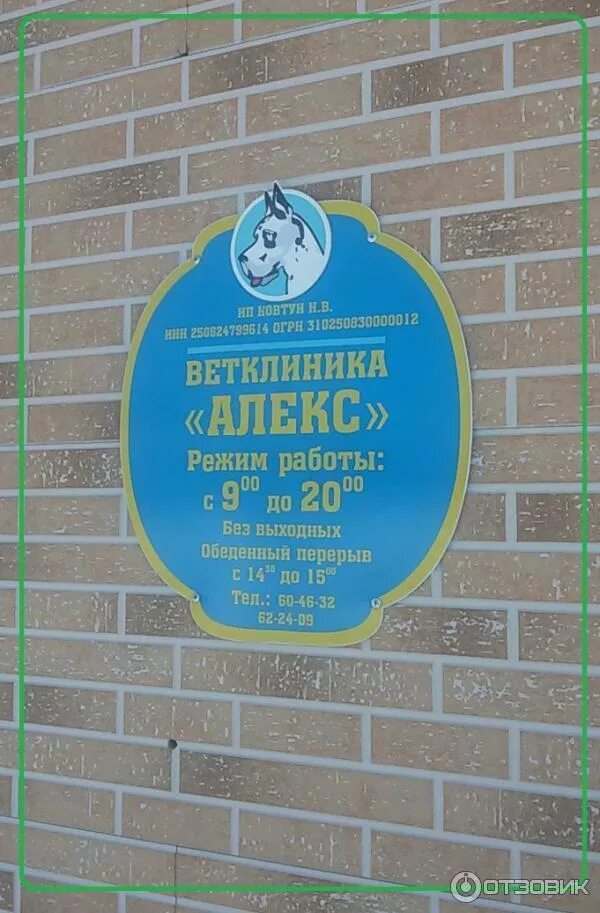 ИП КОВТУН Н.В.
ИНН 250824799614 ОГРН 310250830000012
ВЕТКЛИНИКА
«АЛЕКС»
Режим работы:
с 9⁰⁰ до 20⁰⁰
Без выходных
Обеденный перерыв
с 14³⁰ до 15⁰⁰
Тел.: 60-46-32
62-24-09
ОТЗОВИК